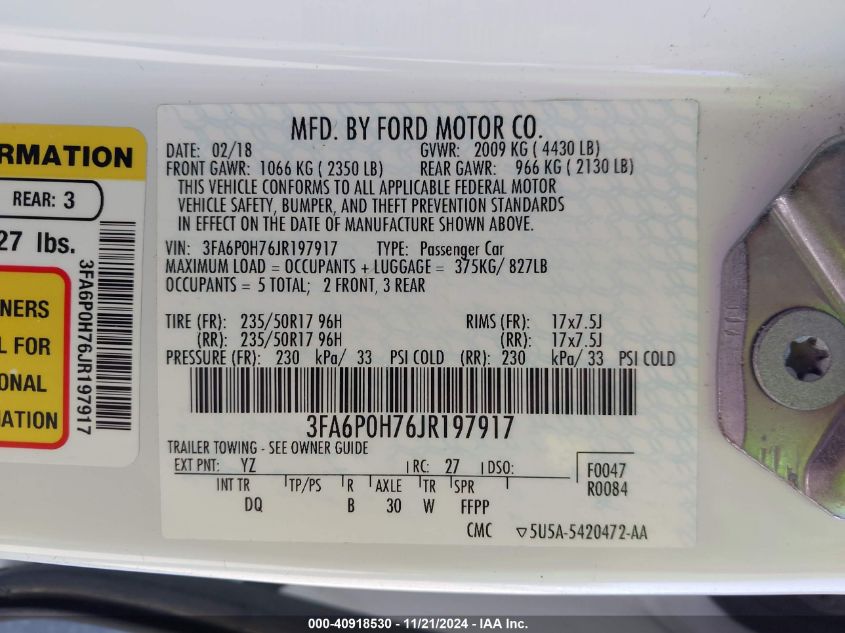 MFD. BY FORD MOTOR CO.
DATE: 02/18 GVWR: 2009 KG ( 4430 LB)
FRONT GAWR: 1066 KG ( 2350 LB) REAR GAWR: 966 KG ( 2130 LB)
THIS VEHICLE CONFORMS TO ALL APPLICABLE FEDERAL MOTOR
VEHICLE SAFETY, BUMPER, AND THEFT PREVENTION STANDARDS
IN EFFECT ON THE DATE OF MANUFACTURE SHOWN ABOVE.
VIN: 3FA6P0H76JR197917 TYPE: Passenger Car
MAXIMUM LOAD = OCCUPANTS + LUGGAGE = 375KG/ 827LB
OCCUPANTS = 5 TOTAL; 2 FRONT, 3 REAR
TIRE (FR): 235/50R17 96H RIMS (FR): 17x7.5J
(RR): 235/50R17 96H (RR): 17x7.5J
PRESSURE (FR): 230 kPa/ 33 PSI COLD (RR): 230 kPa/ 33 PSI COLD
3FA6P0H76JR197917
TRAILER TOWING - SEE OWNER GUIDE
EXT PNT: YZ RC: 27 DSO: F0047
R0084
INT TR TP/PS R AXLE TR SPR
DQ B 30 W FFPP
CMC ▽5U5A-5420472-AA
ORMATION
REAR: 3
27 lbs.
3FA6P0H76JR197917
NERS
L FOR
ONAL
MATION
000-40918530 - 11/21/2024 - IAA Inc.